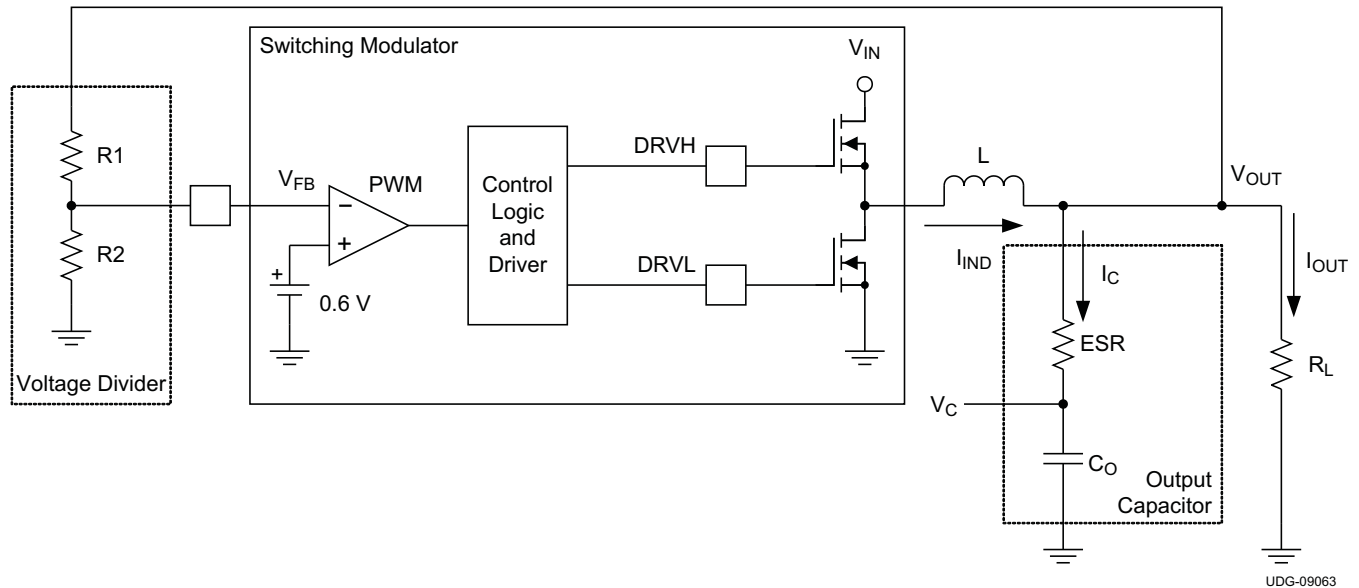 Switching Modulator
V_IN
R1
R2
Voltage Divider
V_FB
PWM
−
+
+
0.6 V
Control
Logic
and
Driver
DRVH
DRVL
L
V_OUT
I_IND
I_C
I_OUT
ESR
R_L
V_C
C_O
Output
Capacitor
UDG-09063